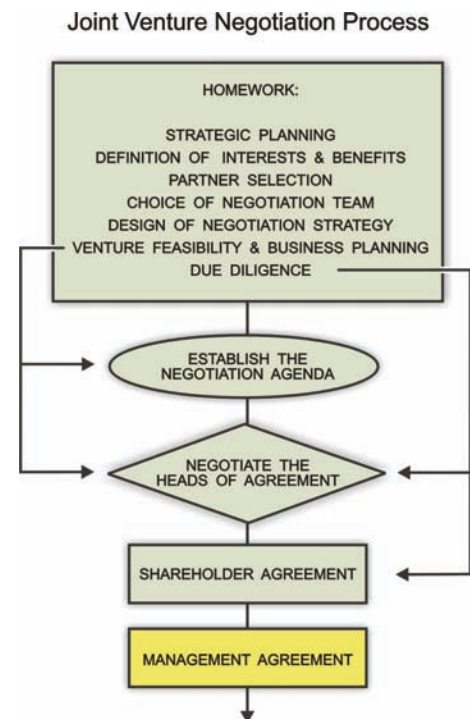 Joint Venture Negotiation Process
HOMEWORK:
STRATEGIC PLANNING
DEFINITION OF INTERESTS & BENEFITS
PARTNER SELECTION
CHOICE OF NEGOTIATION TEAM
DESIGN OF NEGOTIATION STRATEGY
VENTURE FEASIBILITY & BUSINESS PLANNING
DUE DILIGENCE
ESTABLISH THE
NEGOTIATION AGENDA
NEGOTIATE THE
HEADS OF AGREEMENT
SHAREHOLDER AGREEMENT
MANAGEMENT AGREEMENT